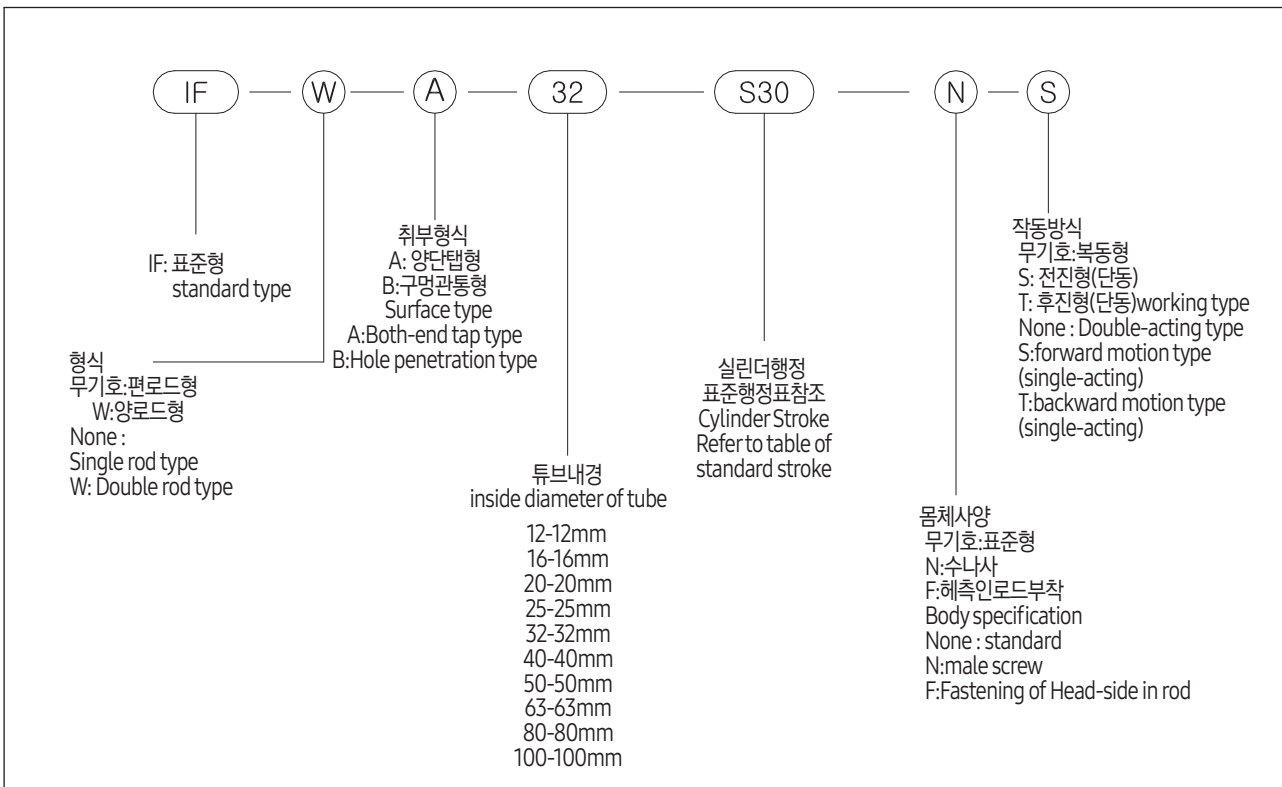 IF W A 32 S30 N S
IF: 표준형
standard type
형식
무기호:편로드형
W:양로드형
None :
Single rod type
W: Double rod type
취부형식
A: 양단탭형
B:구멍관통형
Surface type
A:Both-end tap type
B:Hole penetration type
튜브내경
inside diameter of tube
12-12mm
16-16mm
20-20mm
25-25mm
32-32mm
40-40mm
50-50mm
63-63mm
80-80mm
100-100mm
실린더행정
표준행정표참조
Cylinder Stroke
Refer to table of
standard stroke
몸체사양
무기호:표준형
N:수나사
F:헤측인로드부착
Body specification
None : standard
N:male screw
F:Fastening of Head-side in rod
작동방식
무기호:복동형
S: 전진형(단동)
T: 후진형(단동)working type
None : Double-acting type
S:forward motion type
(single-acting)
T:backward motion type
(single-acting)